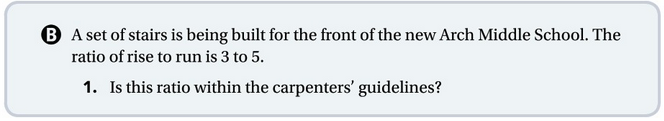 B A set of stairs is being built for the front of the new Arch Middle School. The
ratio of rise to run is 3 to 5.
1. Is this ratio within the carpenters’ guidelines?